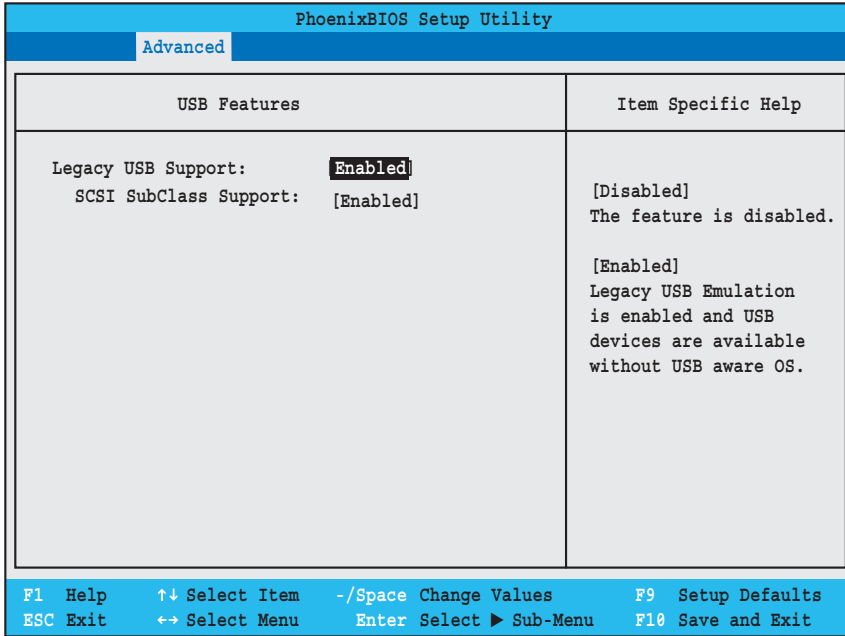 PhoenixBIOS Setup Utility
Advanced
USB Features
Item Specific Help
Legacy USB Support: [Enabled]
SCSI SubClass Support: [Enabled]
[Disabled]
The feature is disabled.
[Enabled]
Legacy USB Emulation
is enabled and USB
devices are available
without USB aware OS.
F1 Help ↑↓ Select Item -/Space Change Values F9 Setup Defaults
ESC Exit ←→ Select Menu Enter Select ▶ Sub-Menu F10 Save and Exit